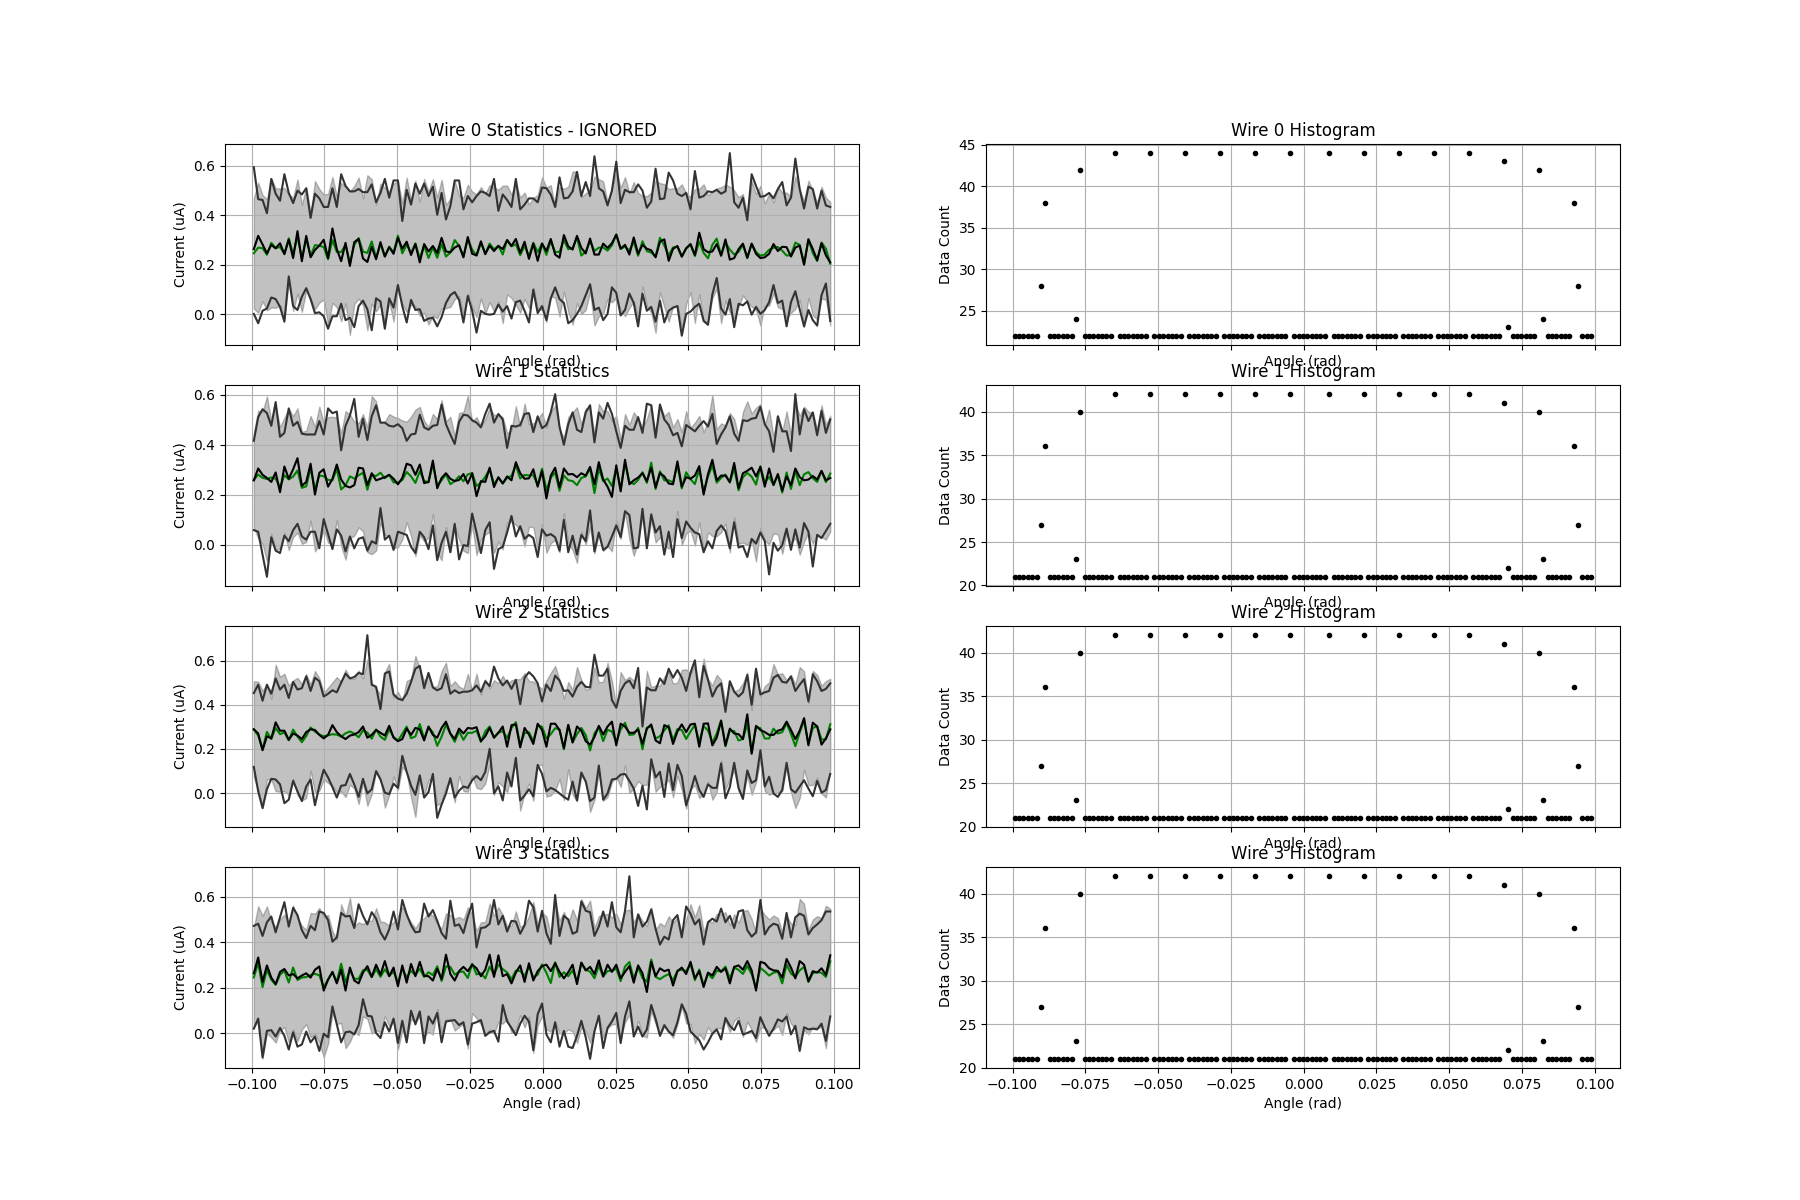 Wire 0 Statistics - IGNORED
Current (uA)
0.6
0.4
0.2
0.0
Angle (rad)
Wire 0 Histogram
Data Count
45
40
35
30
25
Angle (rad)
Wire 1 Statistics
Current (uA)
0.6
0.4
0.2
0.0
Angle (rad)
Wire 1 Histogram
Data Count
40
35
30
25
20
Angle (rad)
Wire 2 Statistics
Current (uA)
0.6
0.4
0.2
0.0
Angle (rad)
Wire 2 Histogram
Data Count
40
35
30
25
20
Angle (rad)
Wire 3 Statistics
Current (uA)
0.6
0.4
0.2
0.0
−0.100 −0.075 −0.050 −0.025 0.000 0.025 0.050 0.075 0.100
Angle (rad)
Wire 3 Histogram
Data Count
40
35
30
25
20
−0.100 −0.075 −0.050 −0.025 0.000 0.025 0.050 0.075 0.100
Angle (rad)